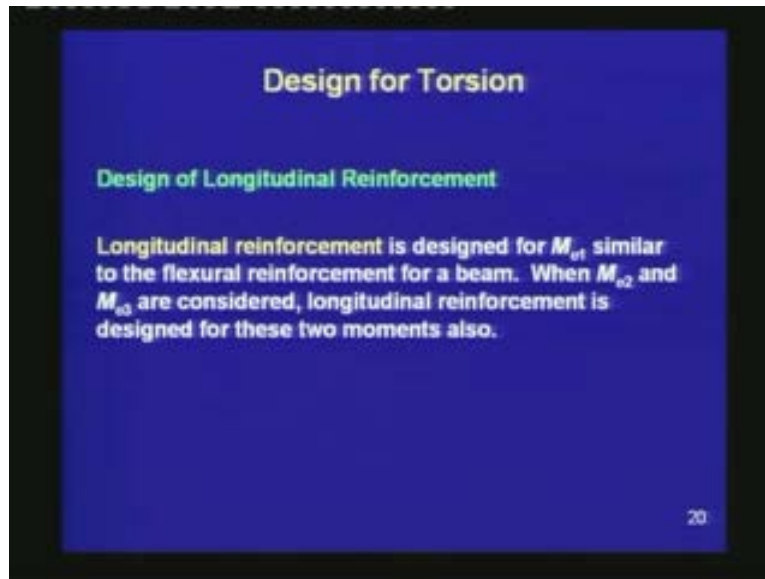 Design for Torsion
Design of Longitudinal Reinforcement
Longitudinal reinforcement is designed for Me1 similar
to the flexural reinforcement for a beam. When Me2 and
Me3 are considered, longitudinal reinforcement is
designed for these two moments also.
20